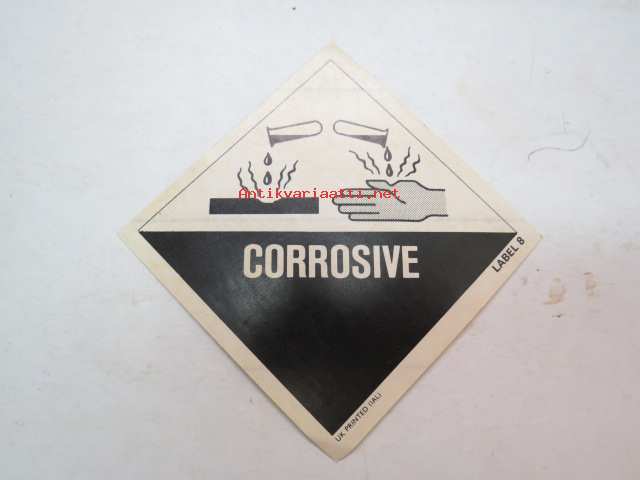 Antikvariaatti.net
CORROSIVE
LABEL 8
UK PRINTED (IAL)